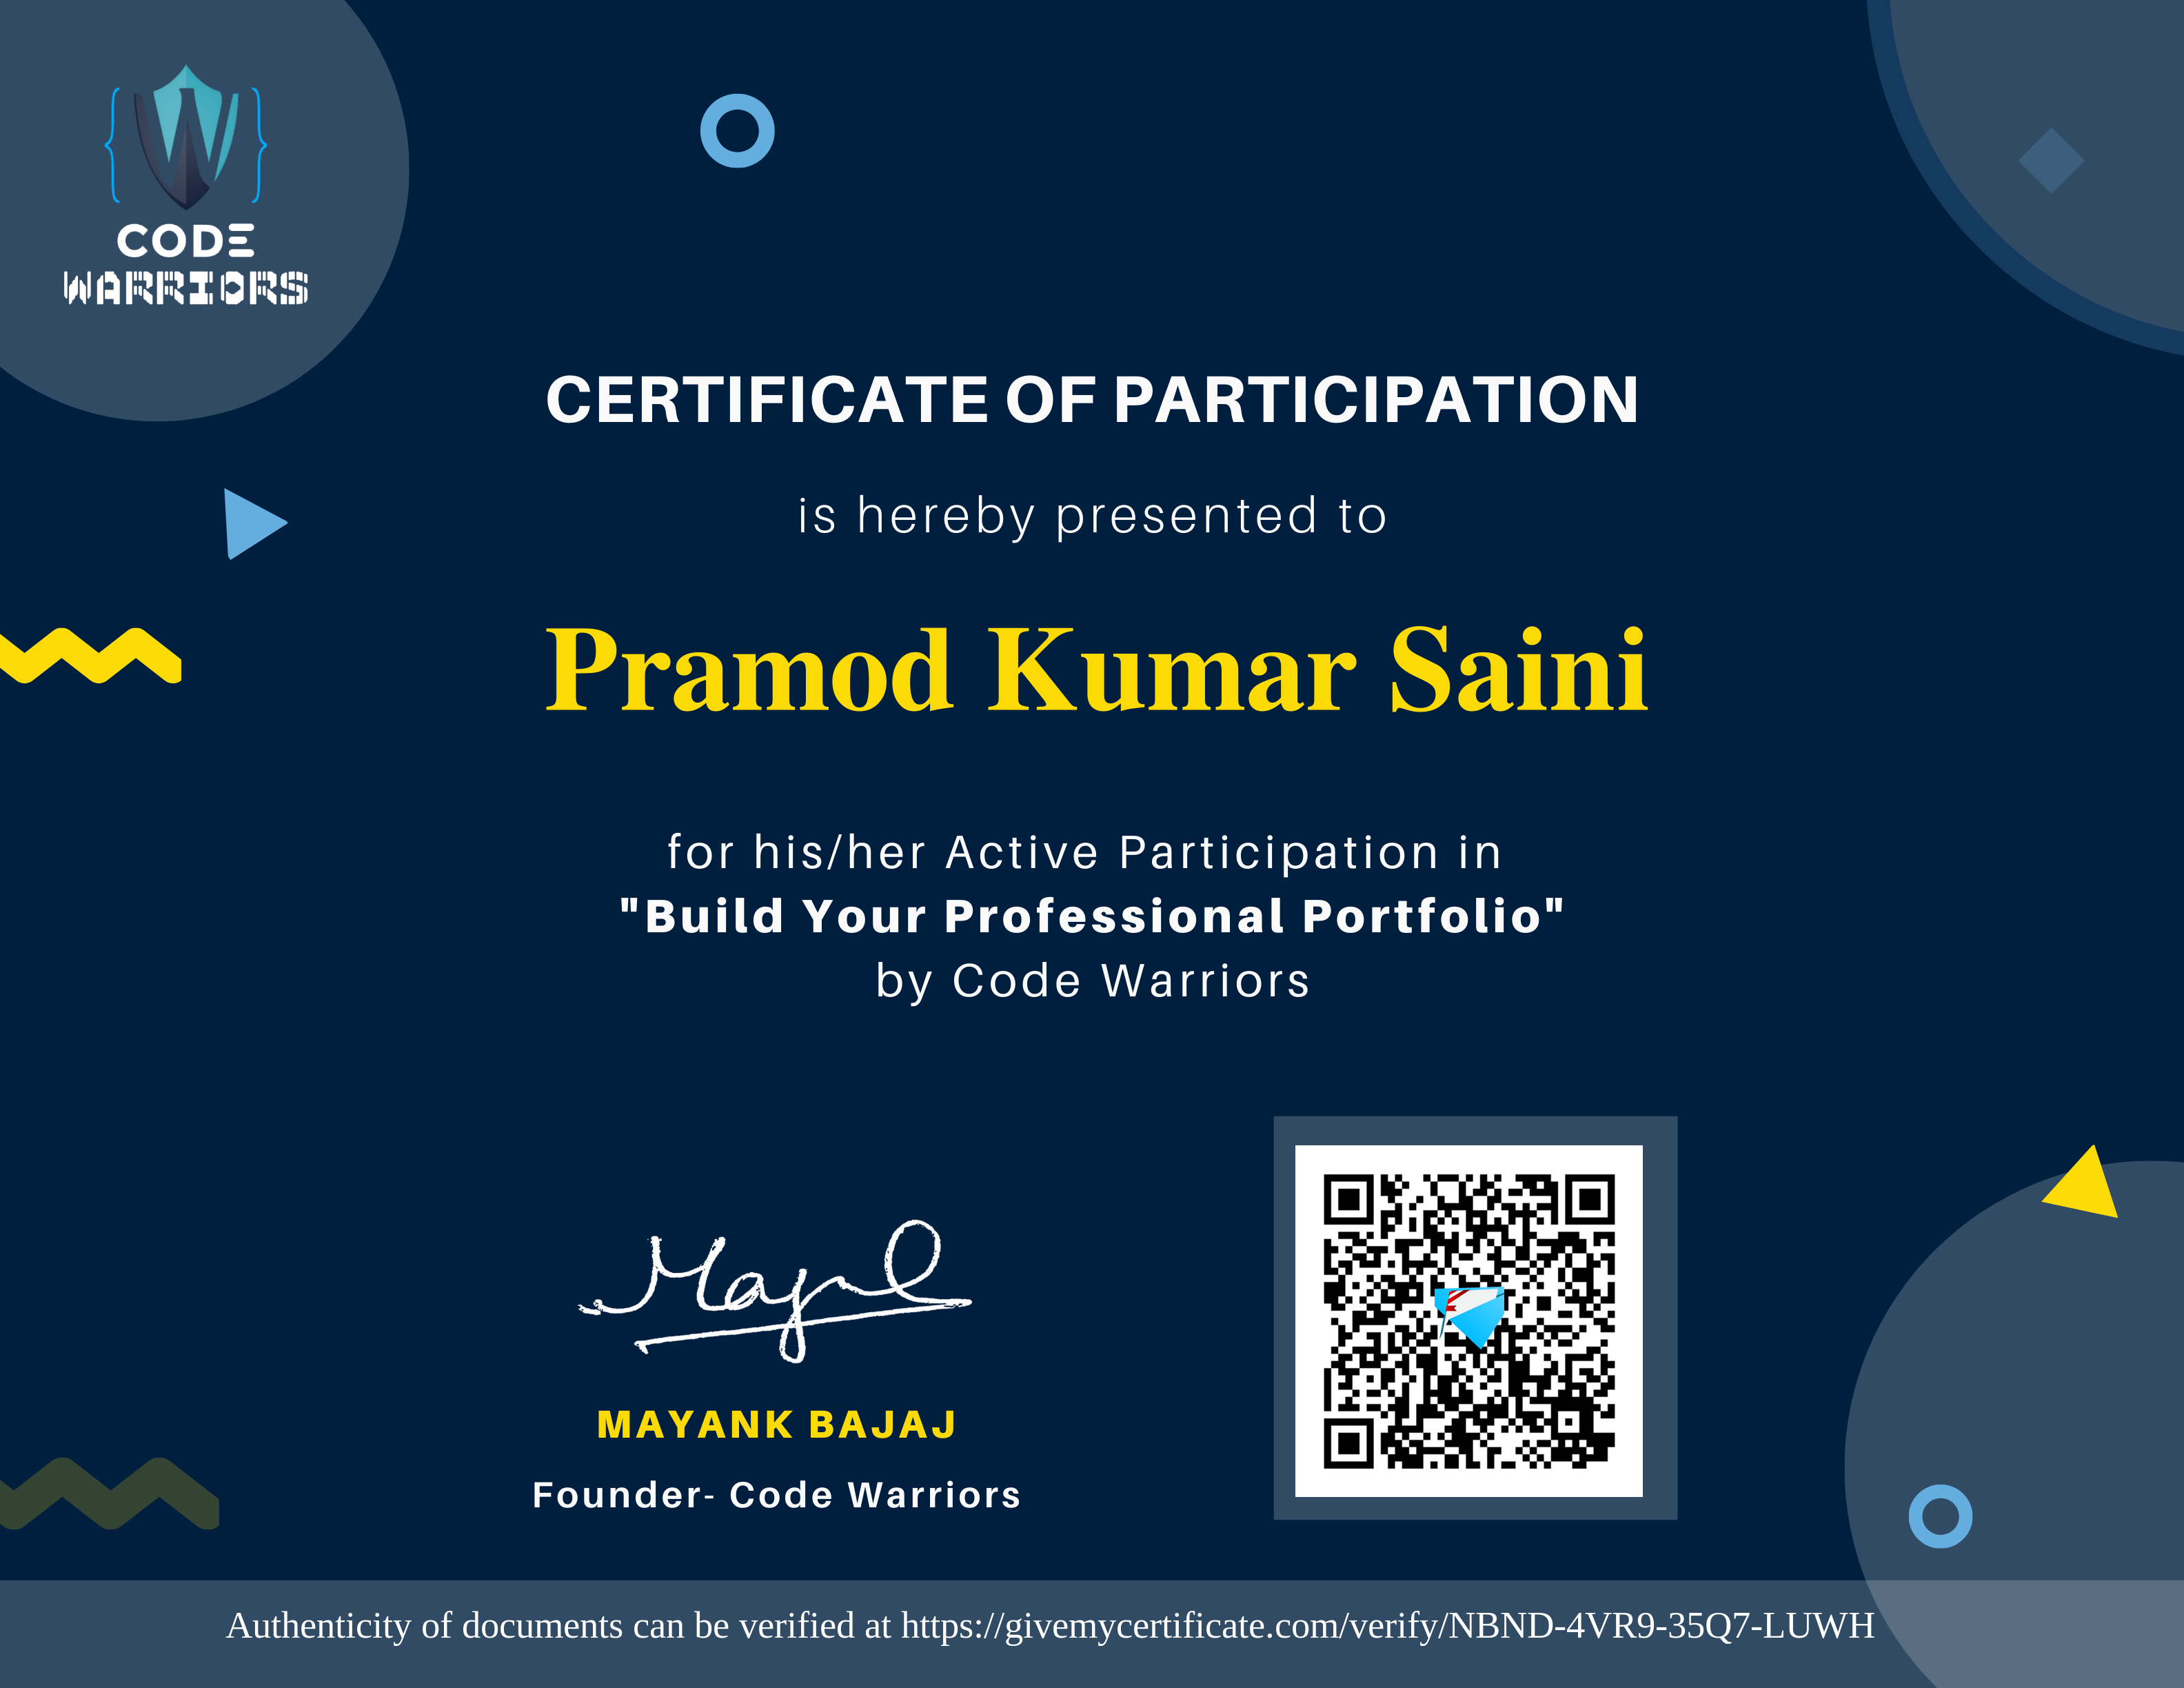 CODE
WARRIORS
CERTIFICATE OF PARTICIPATION
is hereby presented to
Pramod Kumar Saini
for his/her Active Participation in
"Build Your Professional Portfolio"
by Code Warriors
MAYANK BAJAJ
Founder- Code Warriors
Authenticity of documents can be verified at https://givemycertificate.com/verify/NBND-4VR9-35Q7-LUWH